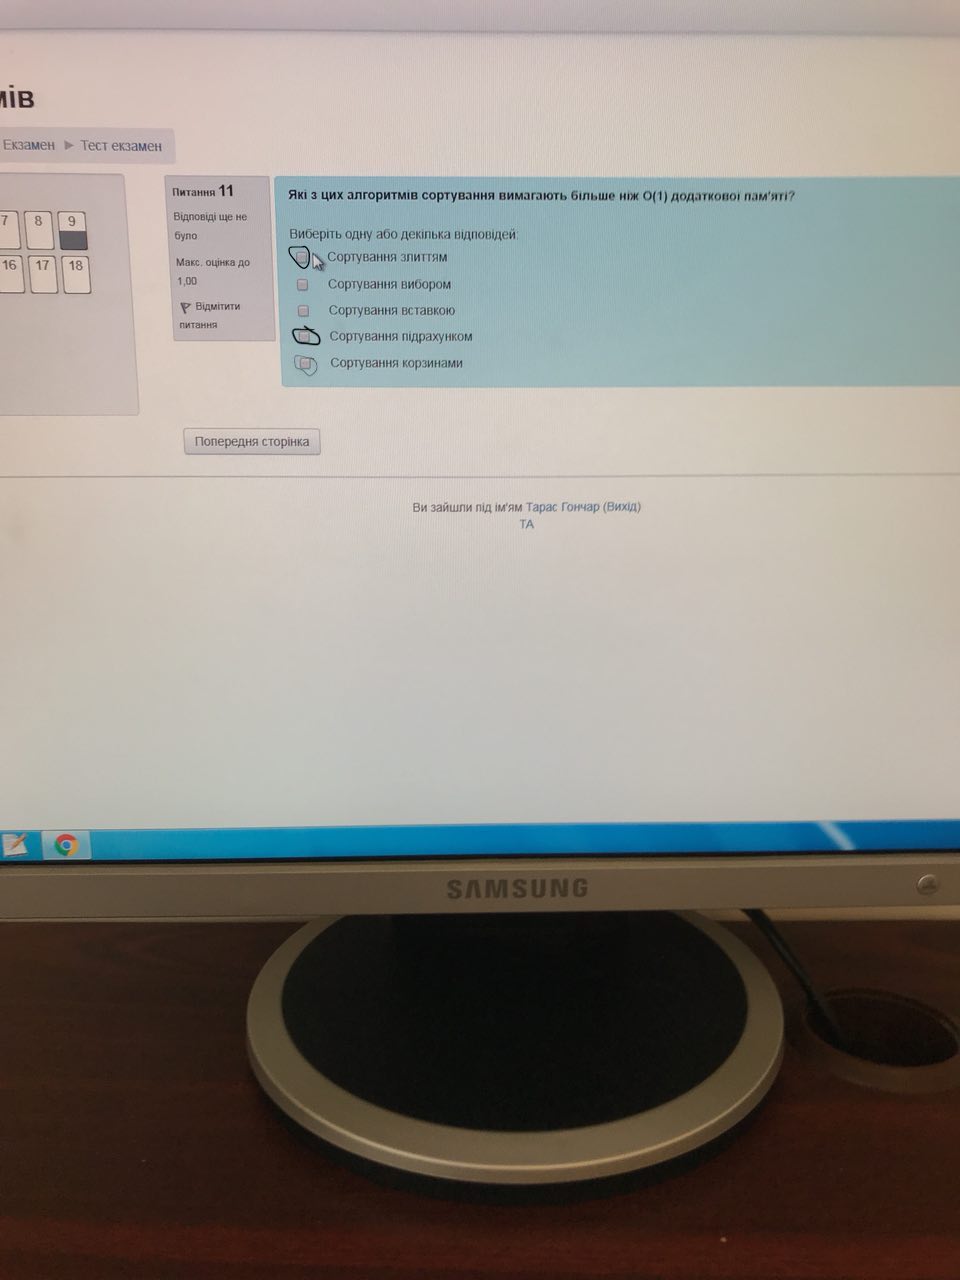 мів
Екзамен ▶ Тест екзамен
7 8 9
16 17 18
Питання 11
Відповіді ще не
було
Макс. оцінка до
1,00
Відмітити
питання
Які з цих алгоритмів сортування вимагають більше ніж O(1) додаткової пам'яті?
Виберіть одну або декілька відповідей:
Сортування злиттям
Сортування вибором
Сортування вставкою
Сортування підрахунком
Сортування корзинами
Попередня сторінка
Ви зайшли під ім'ям Тарас Гончар (Вихід)
ТА
SAMSUNG